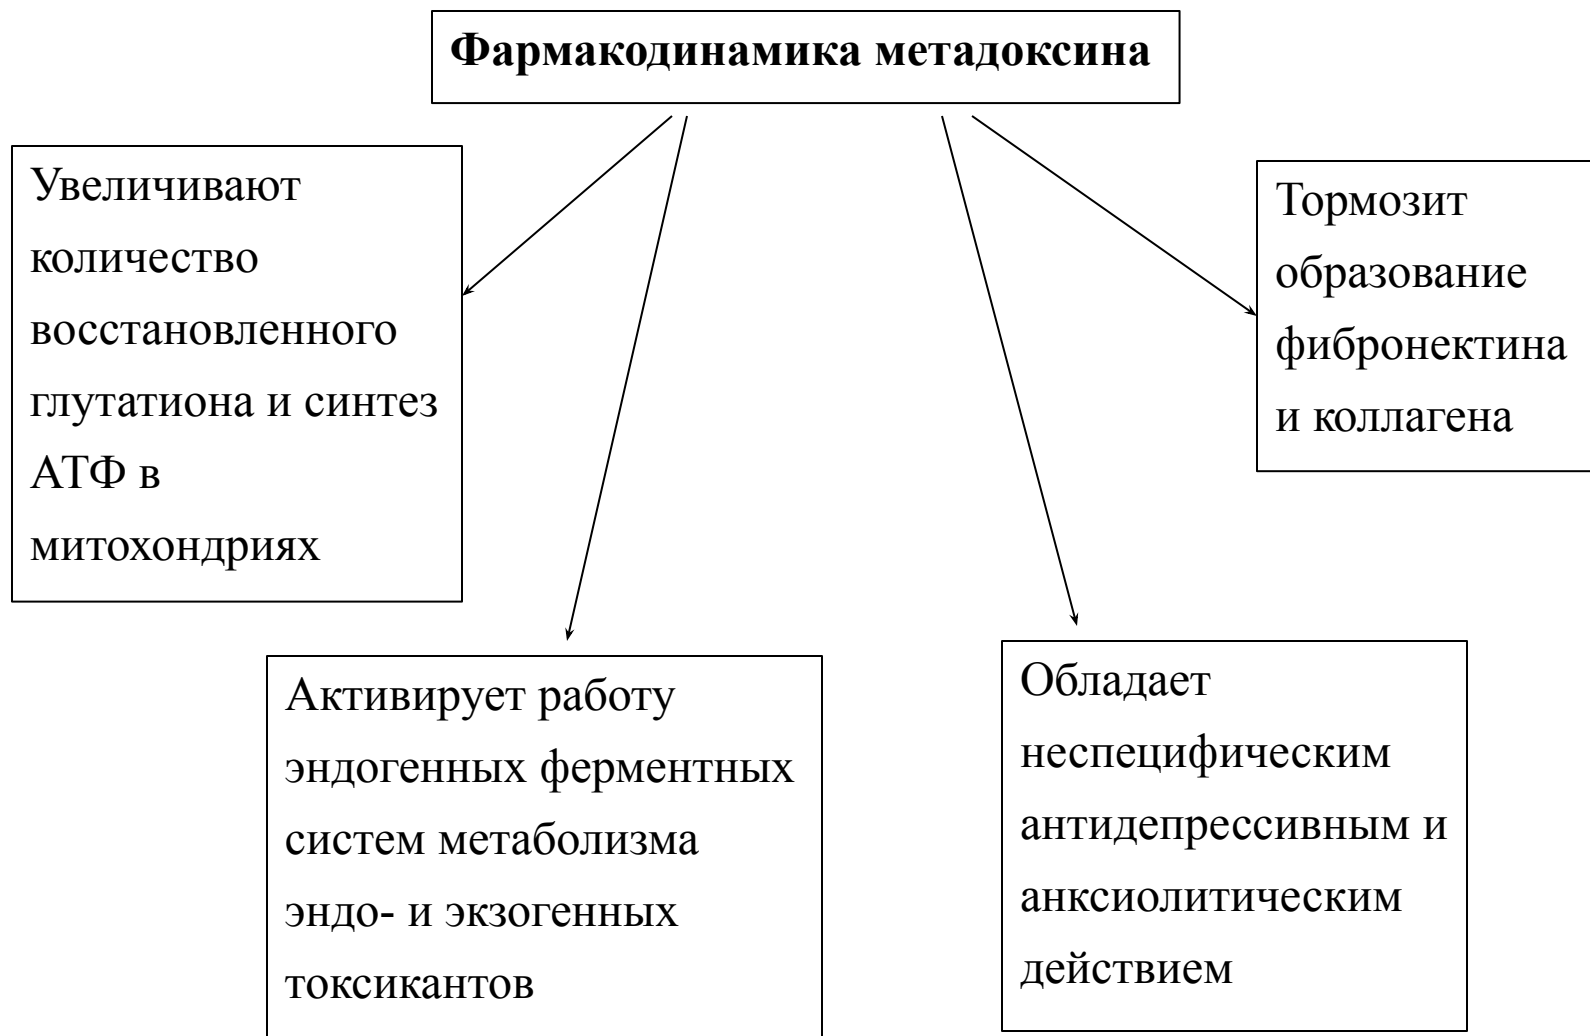 Фармакодинамика метадоксина
Увеличивают
количество
восстановленного
глутатиона и синтез
АТФ в
митохондриях
Активирует работу
эндогенных ферментных
систем метаболизма
эндо- и экзогенных
токсикантов
Обладает
неспецифическим
антидепрессивным и
анксиолитическим
действием
Тормозит
образование
фибронектина
и коллагена